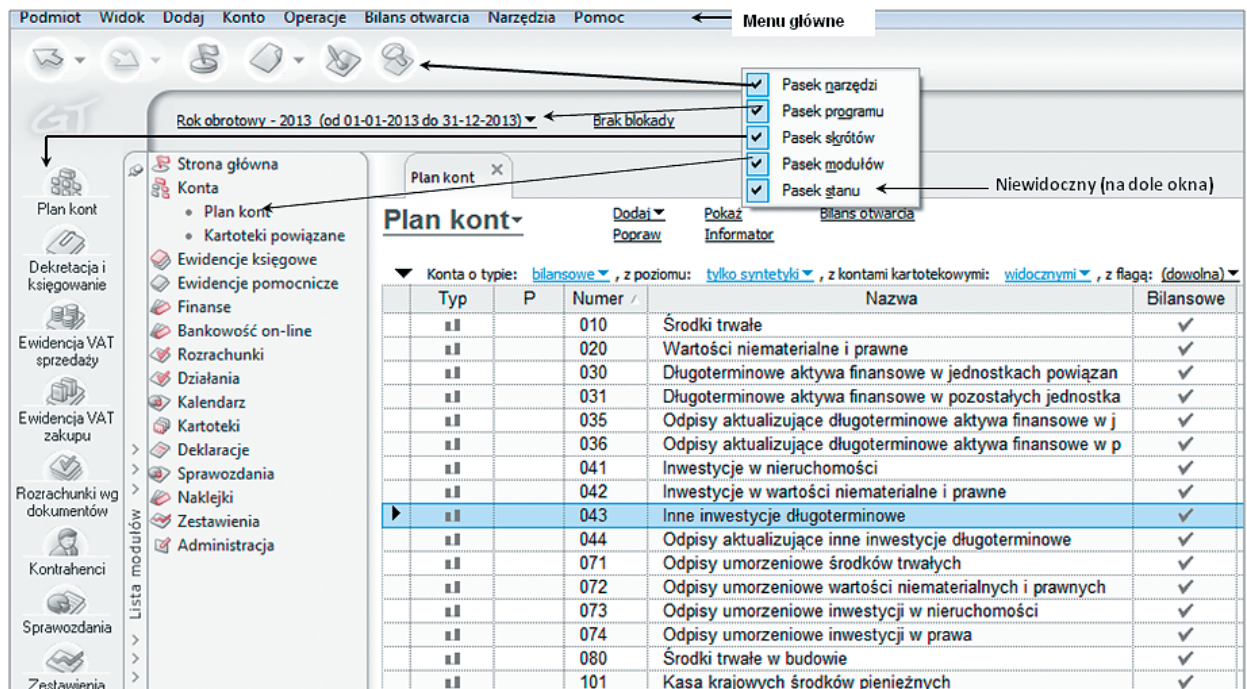 Podmiot Widok Dodaj Konto Operacje Bilans otwarcia Narzędzia Pomoc
Menu główne
GT
Rok obrotowy - 2013 (od 01-01-2013 do 31-12-2013)
Brak blokady
Pasek narzędzi
Pasek programu
Pasek skrótów
Pasek modułów
Pasek stanu
Niewidoczny (na dole okna)
Plan kont
Dekretacja i
księgowanie
Ewidencja VAT
sprzedaży
Ewidencja VAT
zakupu
Rozrachunki wg
dokumentów
Kontrahenci
Sprawozdania
Zestawienia
Lista modułów
Strona główna
Konta
Plan kont
Kartoteki powiązane
Ewidencje księgowe
Ewidencje pomocnicze
Finanse
Bankowość on-line
Rozrachunki
Działania
Kalendarz
Kartoteki
Deklaracje
Sprawozdania
Naklejki
Zestawienia
Administracja
Plan kont
Plan kont
Dodaj Pokaż Bilans otwarcia
Popraw Informator
Konta o typie: bilansowe , z poziomu: tylko syntetyki , z kontami kartotekowymi: widocznymi , z flagą: (dowolna)
Typ P Numer Nazwa Bilansowe
010 Środki trwałe
020 Wartości niematerialne i prawne
030 Długoterminowe aktywa finansowe w jednostkach powiązan
031 Długoterminowe aktywa finansowe w pozostałych jednostka
035 Odpisy aktualizujące długoterminowe aktywa finansowe w j
036 Odpisy aktualizujące długoterminowe aktywa finansowe w p
041 Inwestycje w nieruchomości
042 Inwestycje w wartości niematerialne i prawne
043 Inne inwestycje długoterminowe
044 Odpisy aktualizujące inne inwestycje długoterminowe
071 Odpisy umorzeniowe środków trwałych
072 Odpisy umorzeniowe wartości niematerialnych i prawnych
073 Odpisy umorzeniowe inwestycji w nieruchomości
074 Odpisy umorzeniowe inwestycji w prawa
080 Środki trwałe w budowie
101 Kasa krajowych środków pieniężnych